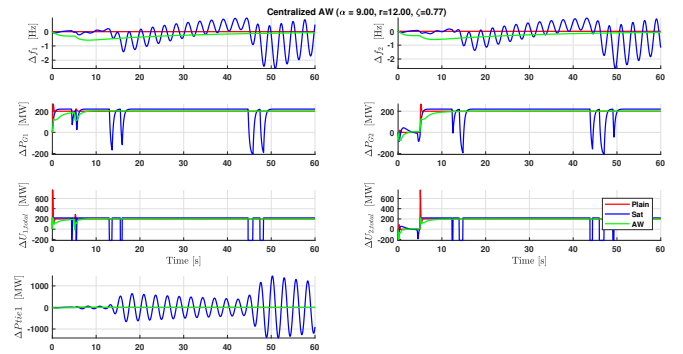 Centralized AW (α = 9.00, r=12.00, ζ=0.77)
Δf1 [Hz]
0
-1
-2
0 10 20 30 40 50 60
Δf2 [Hz]
0
-1
-2
0 10 20 30 40 50 60
ΔPG1 [MW]
200
0
-200
0 10 20 30 40 50 60
ΔPG2 [MW]
200
0
-200
0 10 20 30 40 50 60
ΔU1,total [MW]
600
400
200
0
-200
0 10 20 30 40 50 60
Time [s]
ΔU2,total [MW]
600
400
200
0
-200
0 10 20 30 40 50 60
Time [s]
Plain
Sat
AW
ΔPtie1 [MW]
1000
0
-1000
0 10 20 30 40 50 60